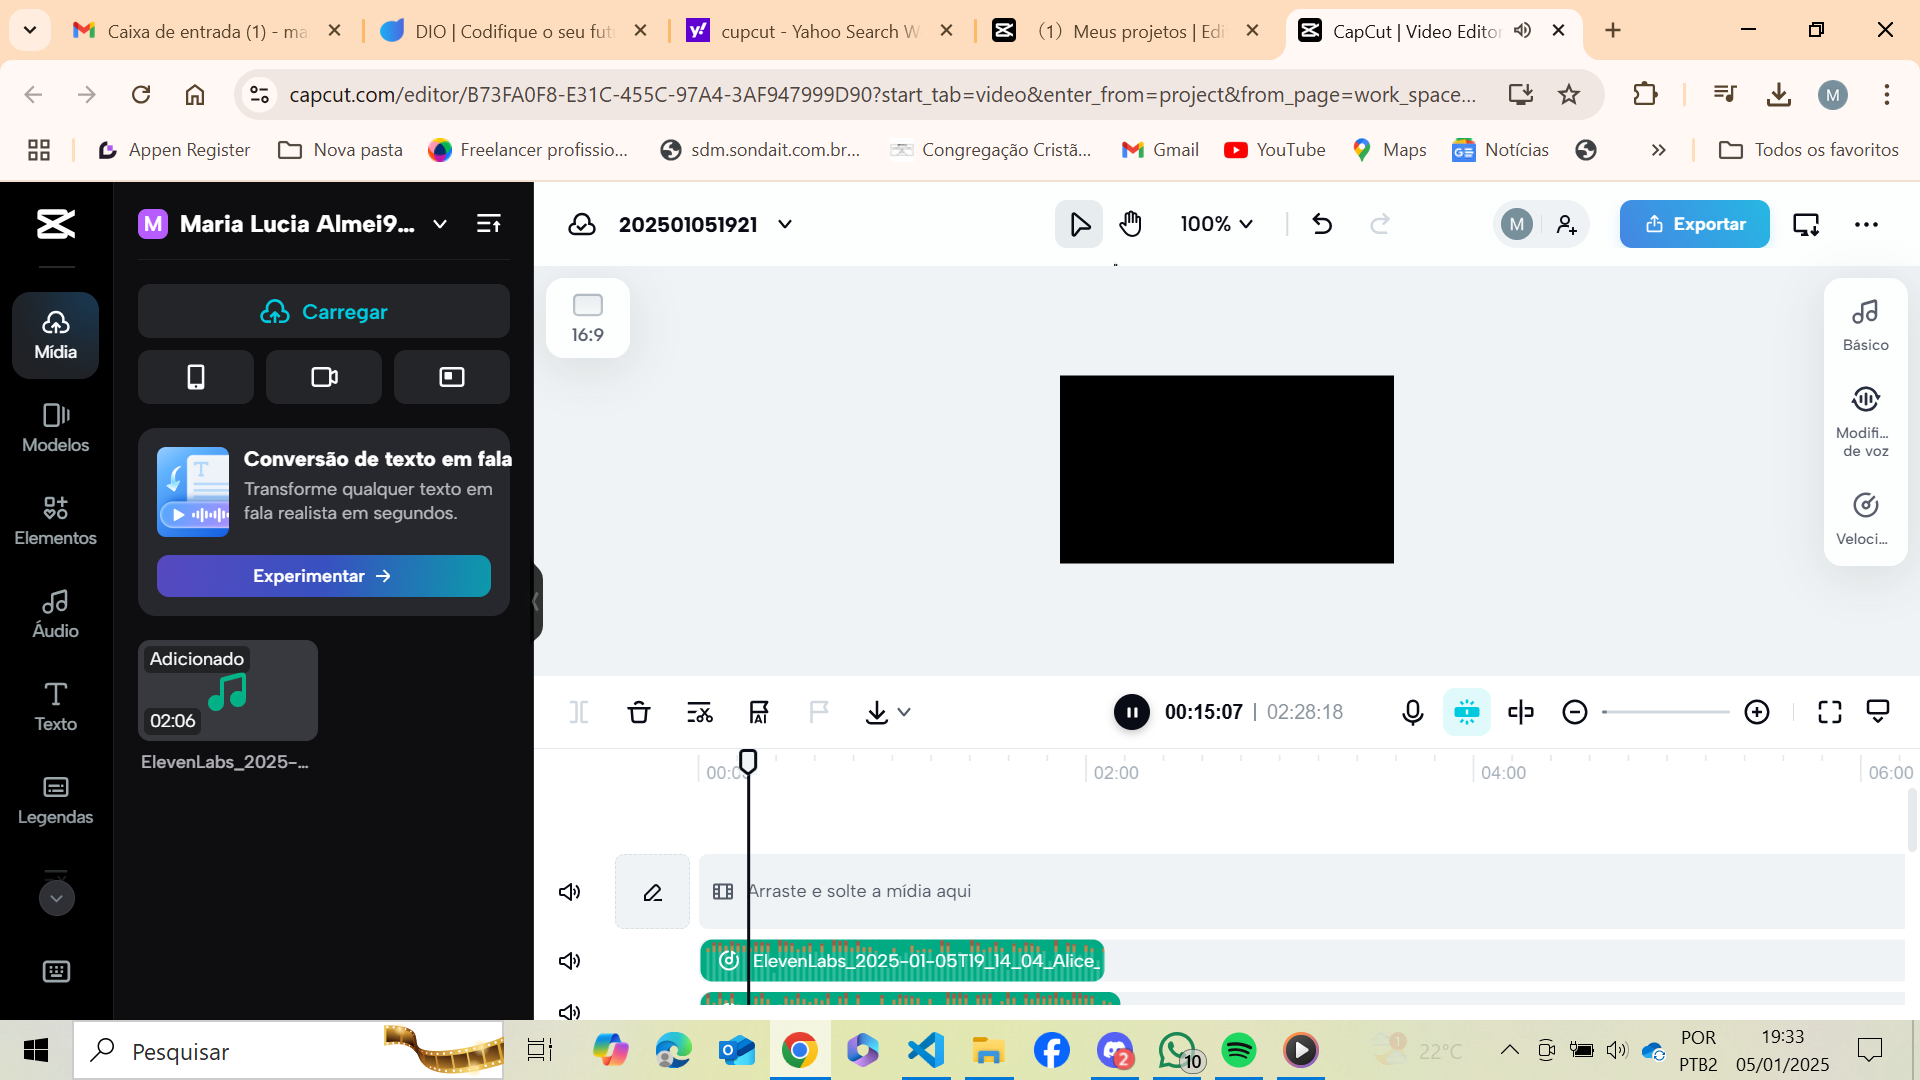 Caixa de entrada (1) - ma
DIO | Codifique o seu fut
cupcut - Yahoo Search W
(1) Meus projetos | Edi
CapCut | Video Editor
capcut.com/editor/B73FA0F8-E31C-455C-97A4-3AF947999D90?start_tab=video&enter_from=project&from_page=work_space...
M
Appen Register
Nova pasta
Freelancer profissio...
sdm.sondait.com.br...
Congregação Cristã...
Gmail
YouTube
Maps
Notícias
Todos os favoritos
M
Maria Lucia Almei9...
202501051921
100%
M
Exportar
Mídia
Modelos
Elementos
Áudio
Texto
Legendas
Carregar
Conversão de texto em fala
Transforme qualquer texto em
fala realista em segundos.
Experimentar
Adicionado
02:06
ElevenLabs_2025-...
16:9
Básico
Modifi...
de voz
Veloci...
00:15:07 | 02:28:18
02:00
04:00
06:00
Arraste e solte a mídia aqui
ElevenLabs_2025-01-05T19_14_04_Alice_
Pesquisar
2
10
1
22°C
POR
PTB2
19:33
05/01/2025